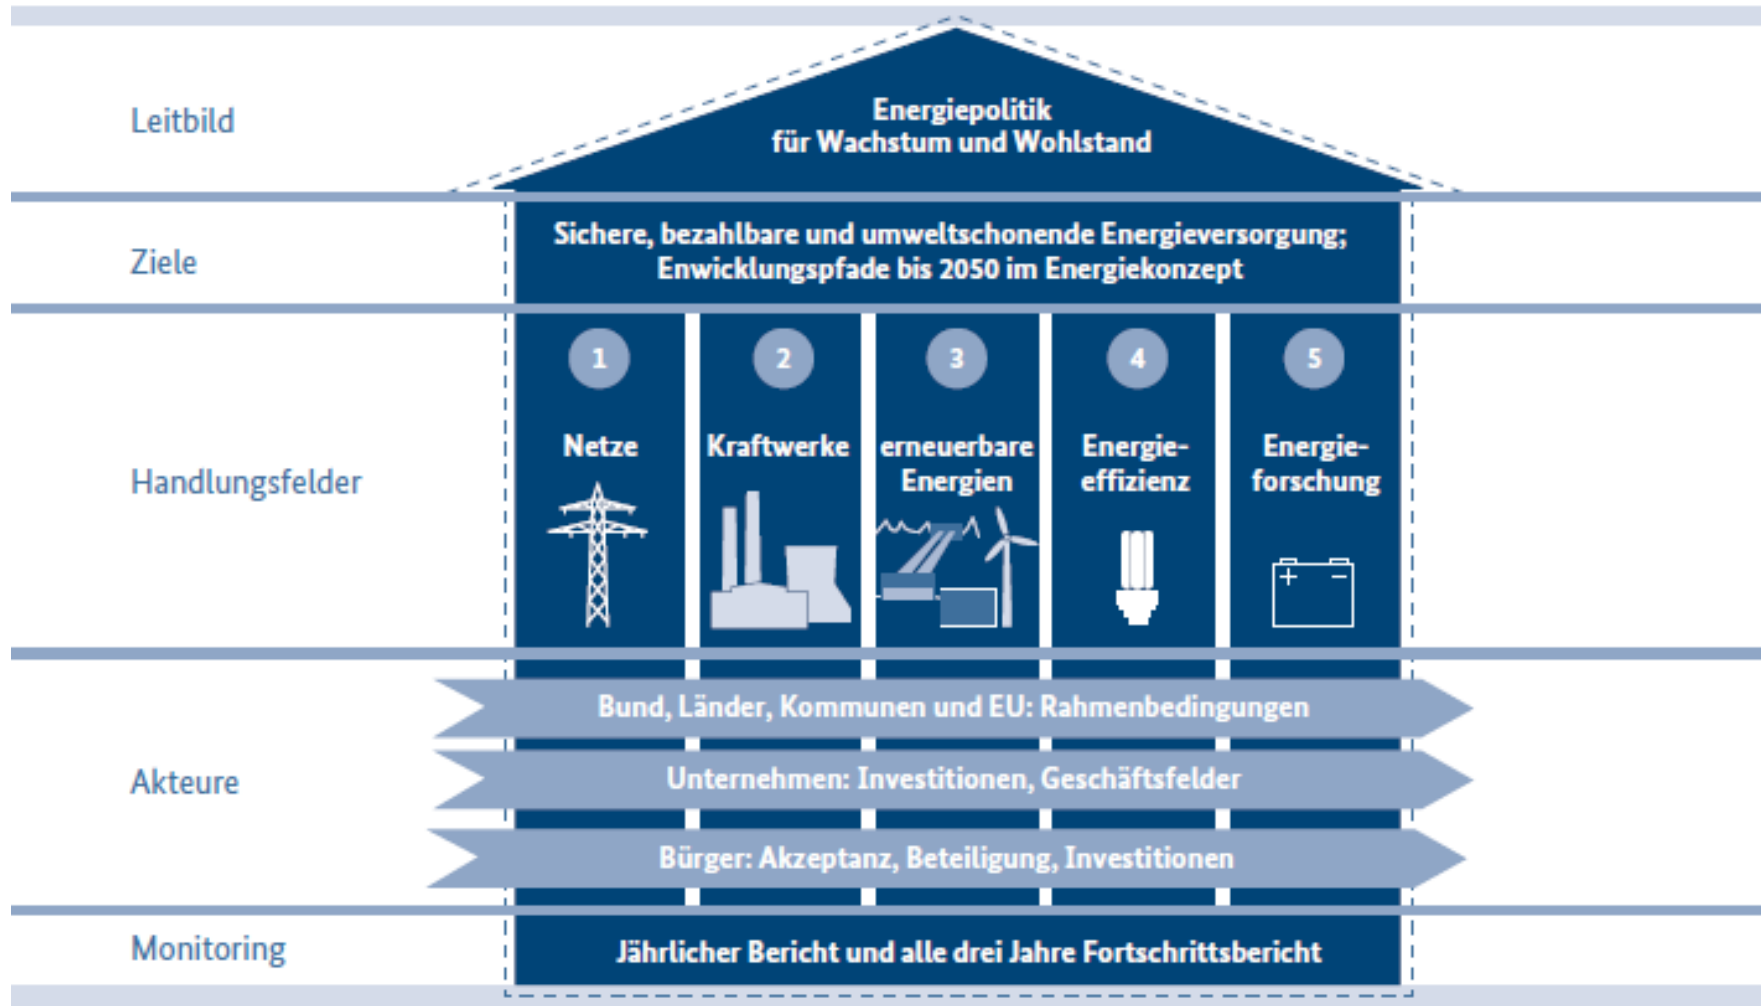 Leitbild
Energiepolitik
für Wachstum und Wohlstand
Ziele
Sichere, bezahlbare und umweltschonende Energieversorgung;
Enwicklungspfade bis 2050 im Energiekonzept
Handlungsfelder
1
Netze
2
Kraftwerke
3
erneuerbare
Energien
4
Energie-
effizienz
5
Energie-
forschung
+ −
Akteure
Bund, Länder, Kommunen und EU: Rahmenbedingungen
Unternehmen: Investitionen, Geschäftsfelder
Bürger: Akzeptanz, Beteiligung, Investitionen
Monitoring
Jährlicher Bericht und alle drei Jahre Fortschrittsbericht